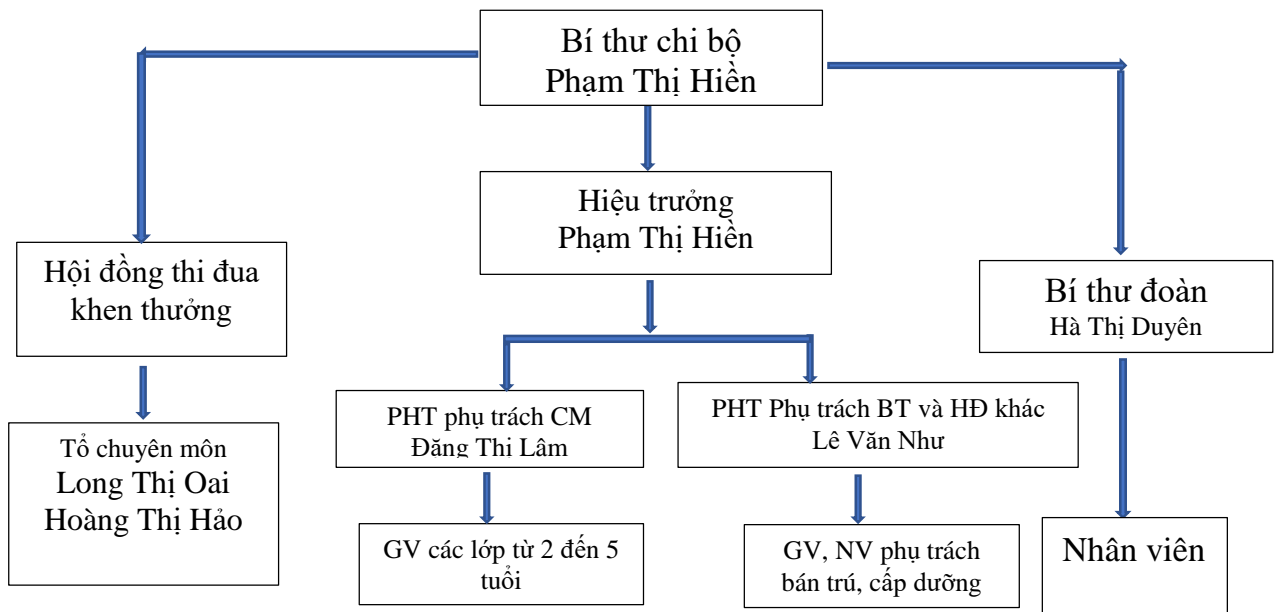 Bí thư chi bộ
Phạm Thị Hiền
Hiệu trưởng
Phạm Thị Hiền
Hội đồng thi đua
khen thưởng
Bí thư đoàn
Hà Thị Duyên
PHT phụ trách CM
Đăng Thi Lâm
PHT Phụ trách BT và HĐ khác
Lê Văn Như
Tổ chuyên môn
Long Thị Oai
Hoàng Thị Hảo
GV các lớp từ 2 đến 5
tuổi
GV, NV phụ trách
bán trú, cấp dưỡng
Nhân viên